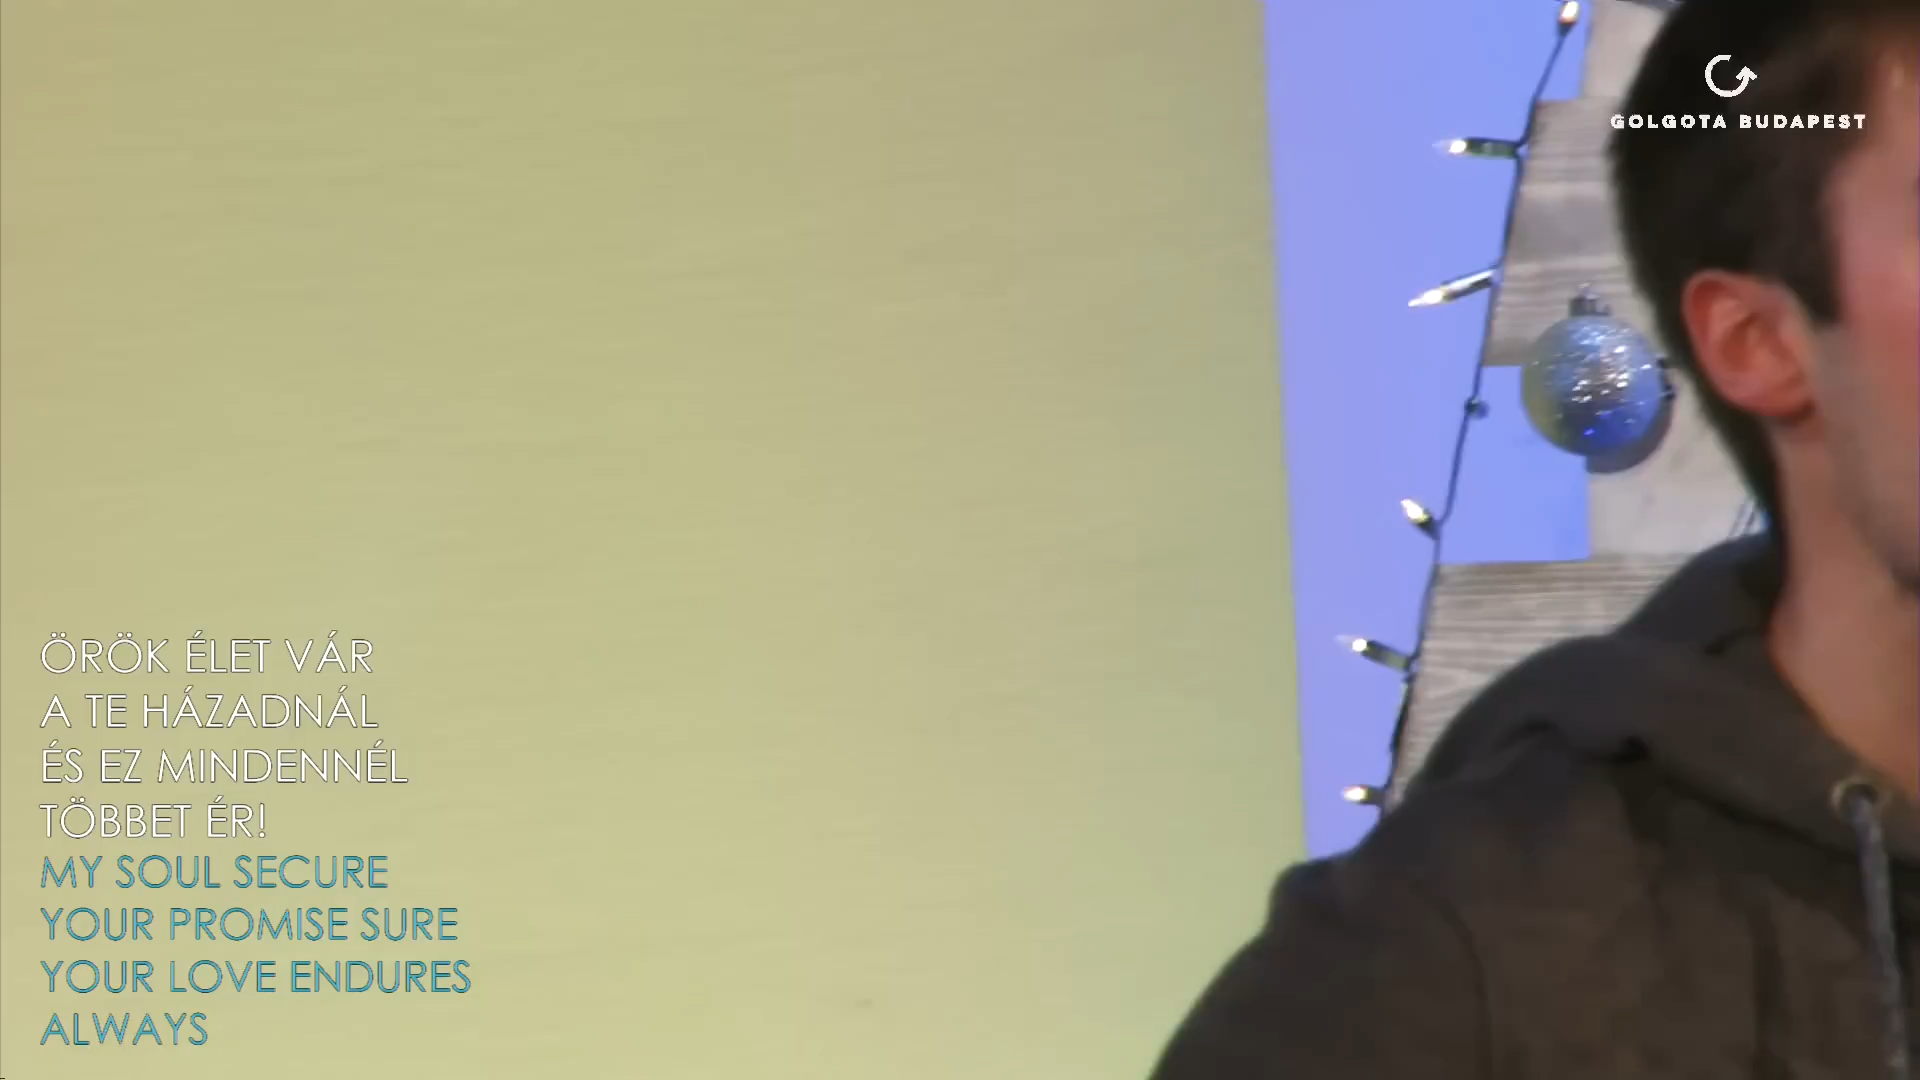 GOLGOTA BUDAPEST
ÖRÖK ÉLET VÁR
A TE HÁZADNÁL
ÉS EZ MINDENNÉL
TÖBBET ÉR!
MY SOUL SECURE
YOUR PROMISE SURE
YOUR LOVE ENDURES
ALWAYS